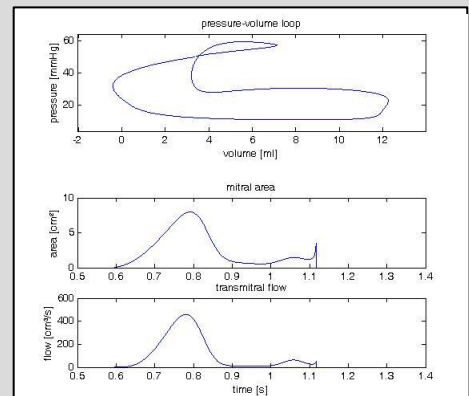 pressure-volume loop
60
40
20
pressure [mmHg]
-2 0 2 4 6 8 10 12
volume [ml]
mitral area
10
5
0
area [cm²]
0.5 0.6 0.7 0.8 0.9 1 1.1 1.2 1.3 1.4
transmitral flow
600
400
200
0
flow [cm³/s]
0.5 0.6 0.7 0.8 0.9 1 1.1 1.2 1.3 1.4
time [s]